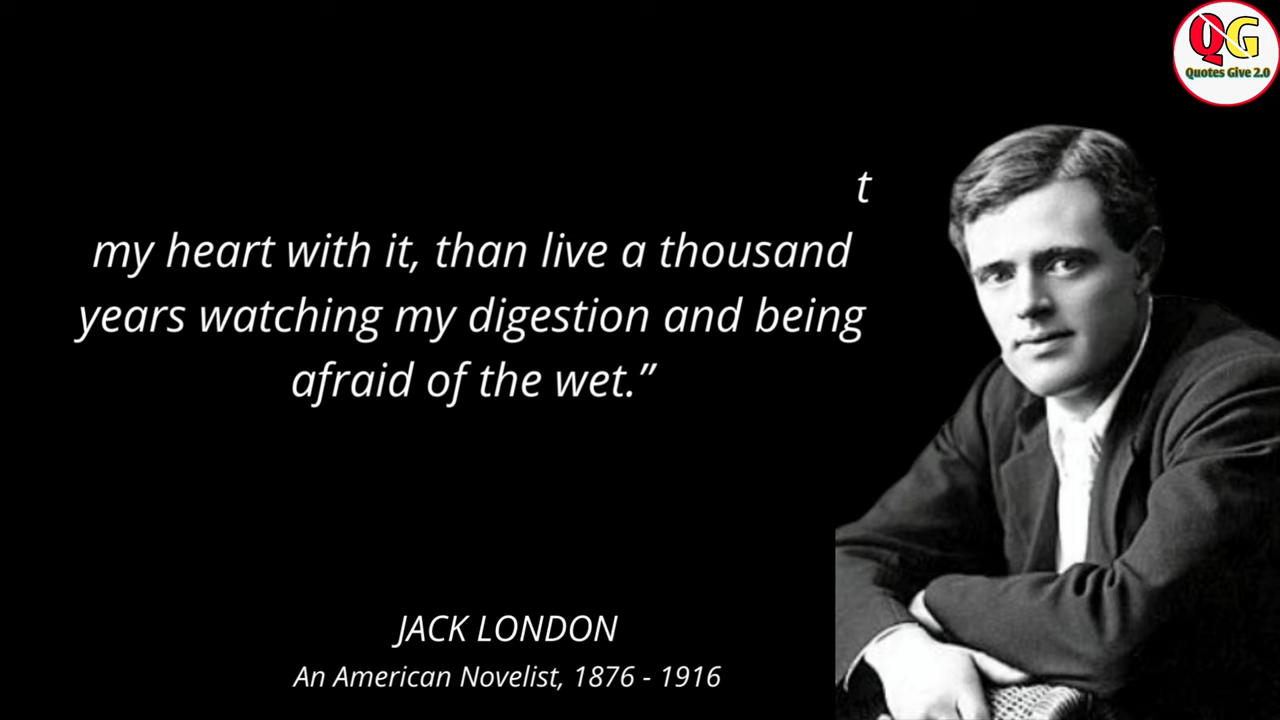 QG
Quotes Give 2.0
t
my heart with it, than live a thousand
years watching my digestion and being
afraid of the wet.”
JACK LONDON
An American Novelist, 1876 - 1916